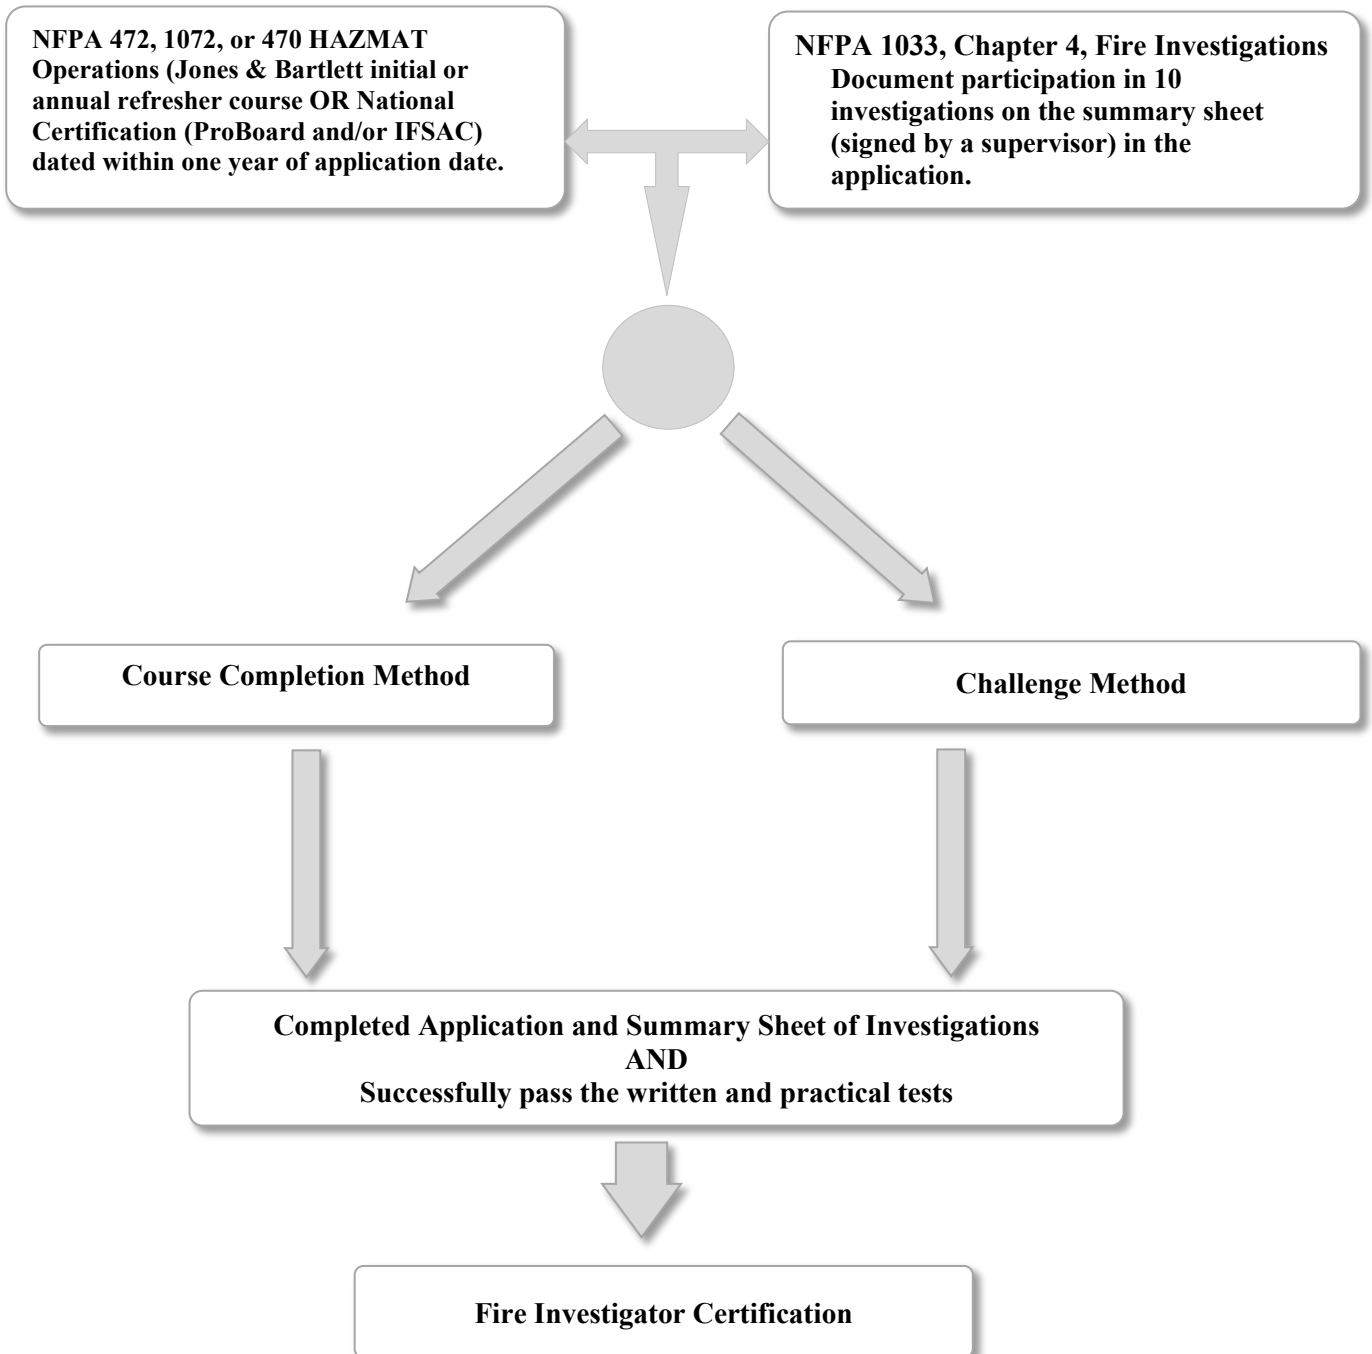 NFPA 472, 1072, or 470 HAZMAT
Operations (Jones & Bartlett initial or
annual refresher course OR National
Certification (ProBoard and/or IFSAC)
dated within one year of application date.
NFPA 1033, Chapter 4, Fire Investigations
Document participation in 10
investigations on the summary sheet
(signed by a supervisor) in the
application.
Course Completion Method
Challenge Method
Completed Application and Summary Sheet of Investigations
AND
Successfully pass the written and practical tests
Fire Investigator Certification